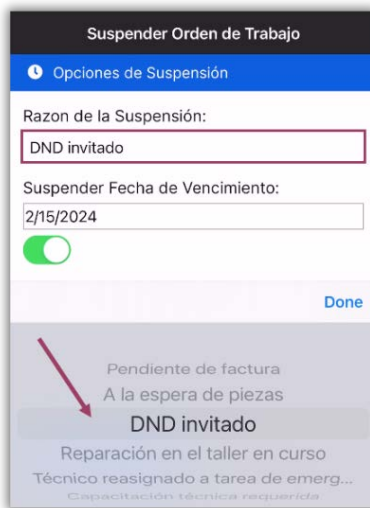 Suspender Orden de Trabajo
Opciones de Suspensión
Razon de la Suspensión:
DND invitado
Suspender Fecha de Vencimiento:
2/15/2024
Done
Pendiente de factura
A la espera de piezas
DND invitado
Reparación en el taller en curso
Técnico reasignado a tarea de emerg...
Capacitación técnica requerida